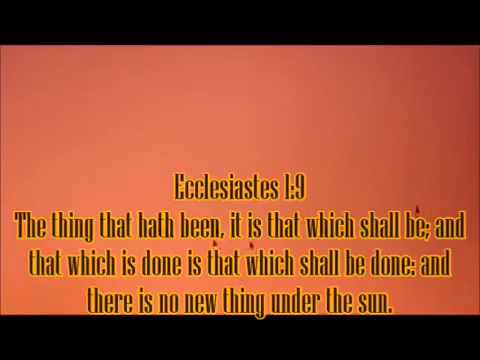 Ecclesiastes 1:9
The thing that hath been, it is that which shall be; and
that which is done is that which shall be done: and
there is no new thing under the sun.